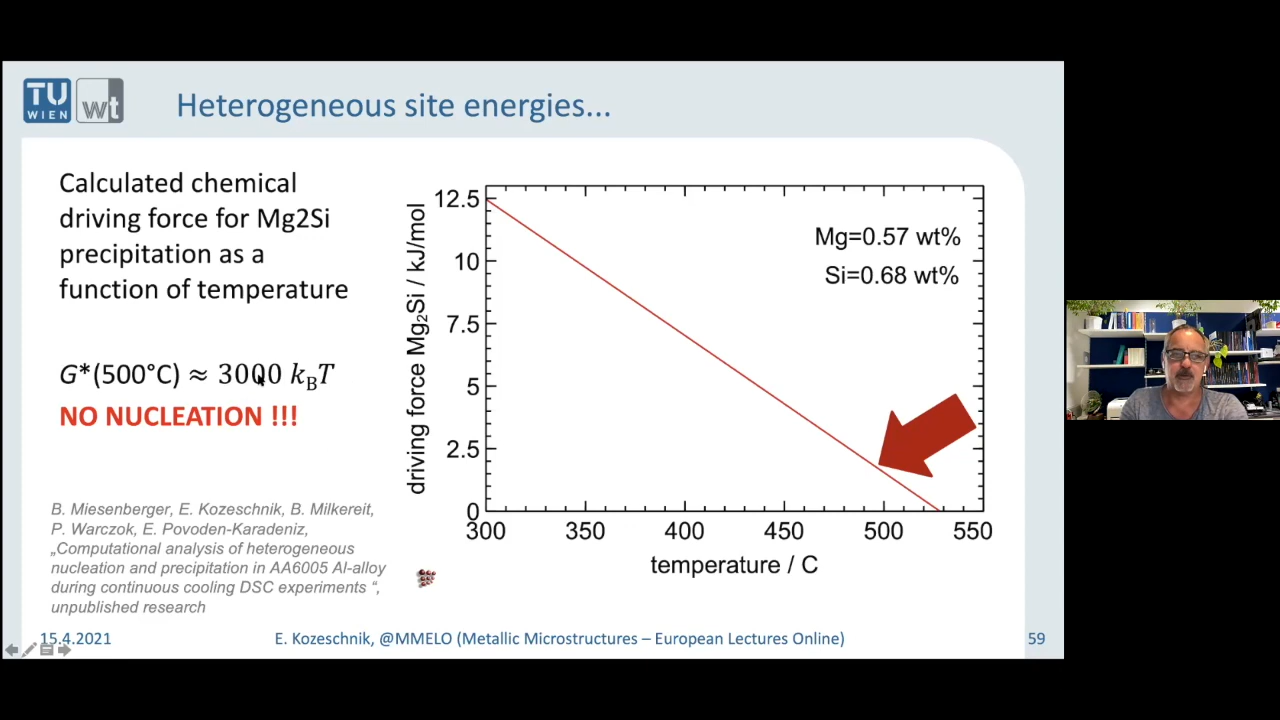 TU
WIEN
wt
Heterogeneous site energies...
Calculated chemical
driving force for Mg2Si
precipitation as a
function of temperature
G*(500°C) ≈ 3000 kBT
NO NUCLEATION !!!
B. Miesenberger, E. Kozeschnik, B. Milkereit,
P. Warczok, E. Povoden-Karadeniz,
„Computational analysis of heterogeneous
nucleation and precipitation in AA6005 Al-alloy
during continuous cooling DSC experiments “,
unpublished research
driving force Mg₂Si / kJ/mol
12.5
10
7.5
5
2.5
0
Mg=0.57 wt%
Si=0.68 wt%
300 350 400 450 500 550
temperature / C
15.4.2021
E. Kozeschnik, @MMELO (Metallic Microstructures – European Lectures Online)
59